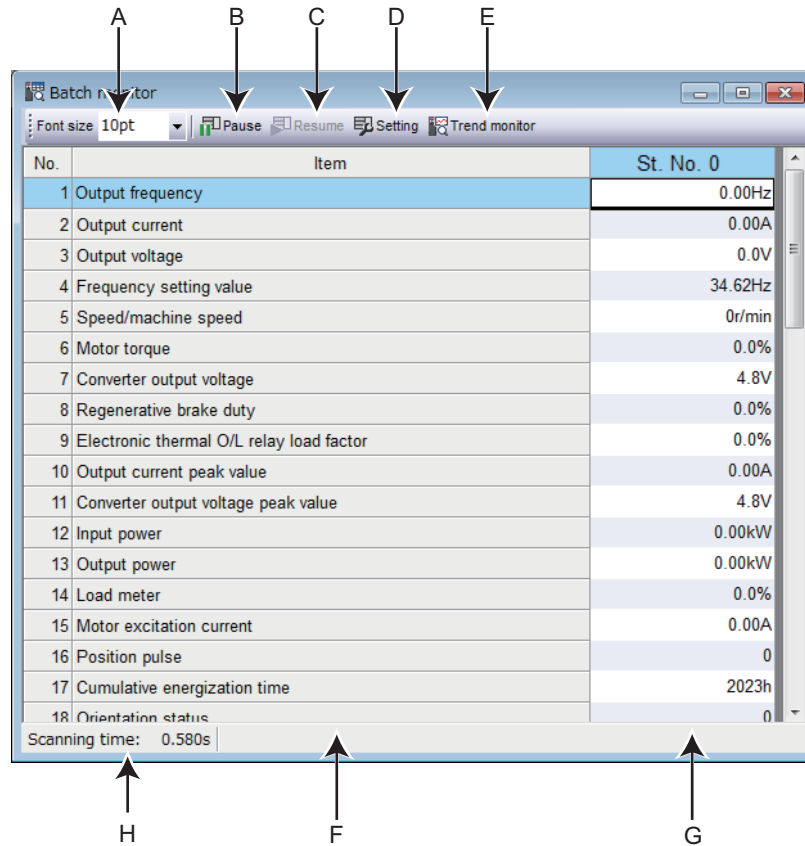 A B C D E
Batch monitor
Font size 10pt Pause Resume Setting Trend monitor
No. Item St. No. 0
1 Output frequency 0.00Hz
2 Output current 0.00A
3 Output voltage 0.0V
4 Frequency setting value 34.62Hz
5 Speed/machine speed 0r/min
6 Motor torque 0.0%
7 Converter output voltage 4.8V
8 Regenerative brake duty 0.0%
9 Electronic thermal O/L relay load factor 0.0%
10 Output current peak value 0.00A
11 Converter output voltage peak value 4.8V
12 Input power 0.00kW
13 Output power 0.00kW
14 Load meter 0.0%
15 Motor excitation current 0.00A
16 Position pulse 0
17 Cumulative energization time 2023h
18 Orientation status 0
Scanning time: 0.580s
H F G